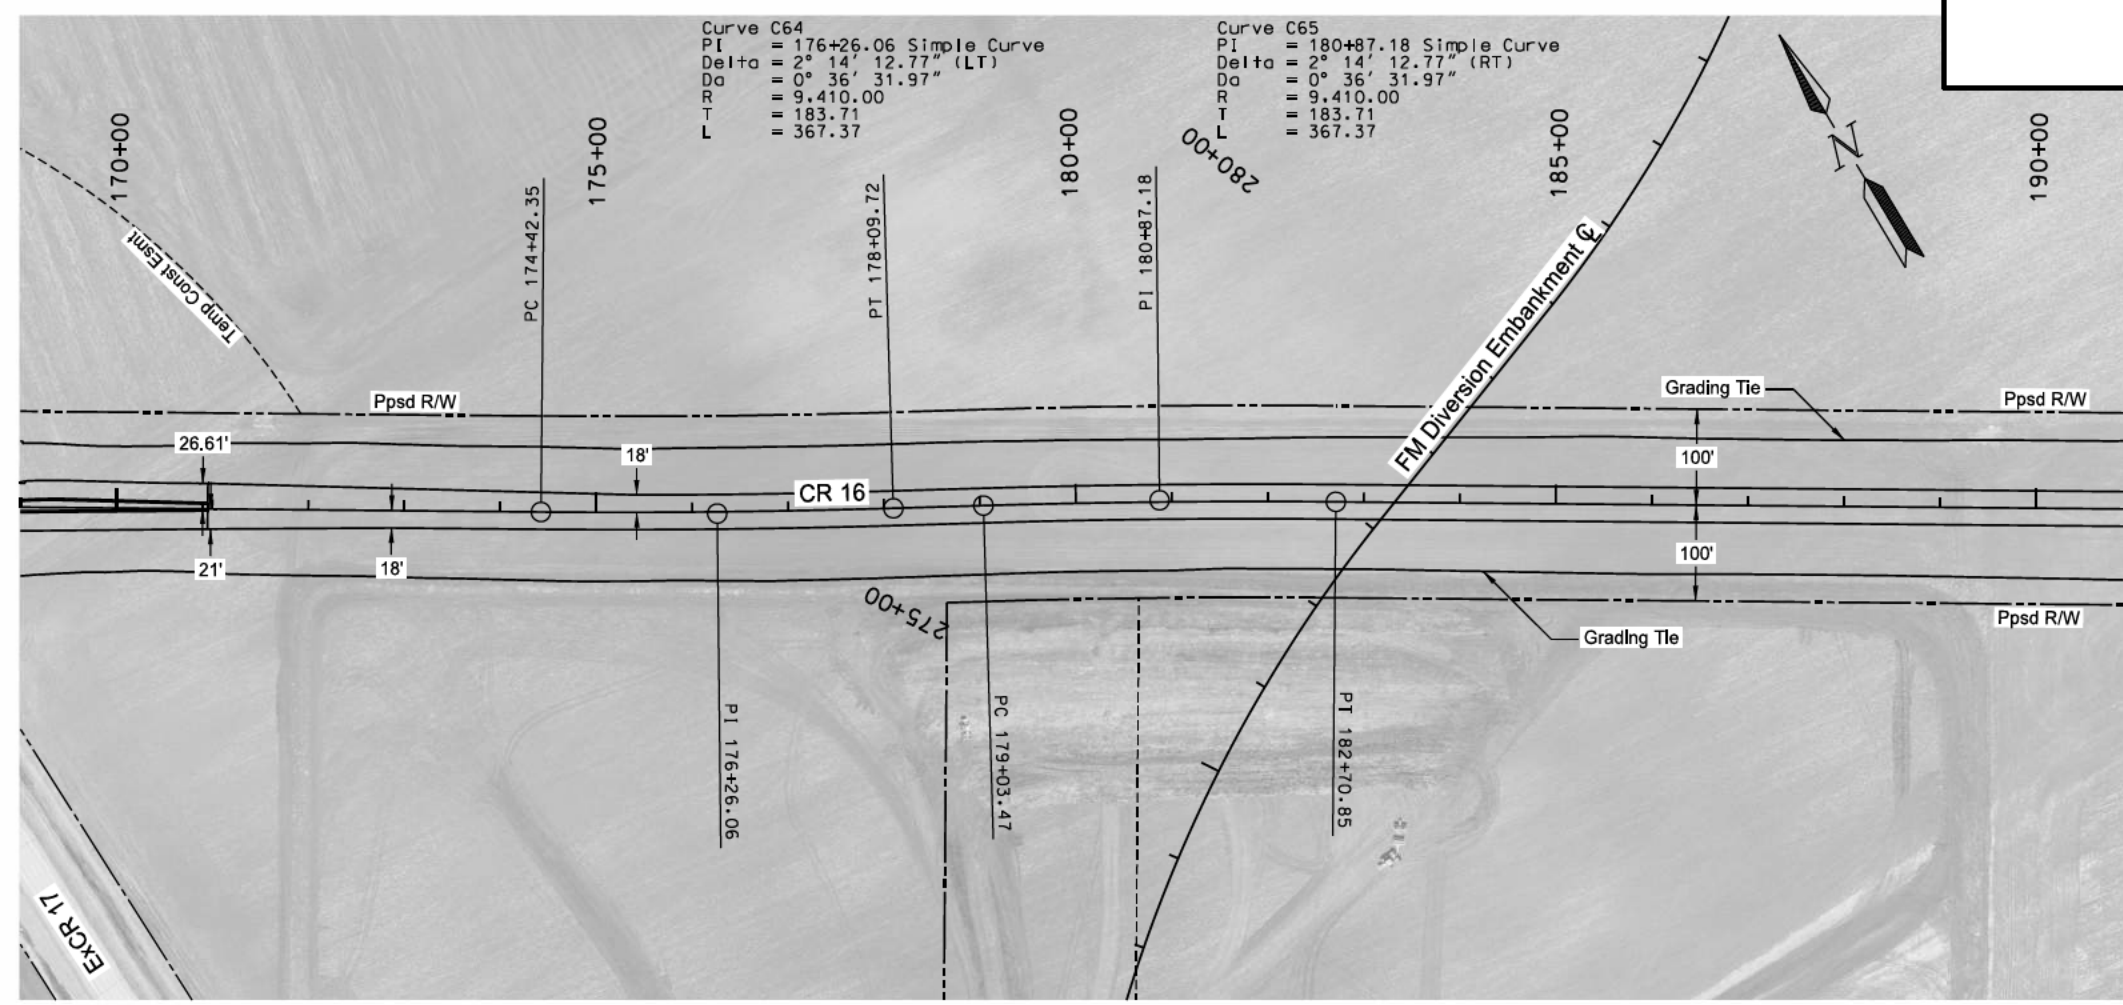 Curve C64
PI = 176+26.06 Simple Curve
Delta = 2° 14' 12.77" (LT)
Da = 0° 36' 31.97"
R = 9.410.00
T = 183.71
L = 367.37
Curve C65
PI = 180+87.18 Simple Curve
Delta = 2° 14' 12.77" (RT)
Da = 0° 36' 31.97"
R = 9.410.00
T = 183.71
L = 367.37
170+00
175+00
180+00
280+00
185+00
190+00
N
PC 174+42.35
PT 178+09.72
PI 180+87.18
Temp Const Esmt
FM Diversion Embankment ℄
Ppsd R/W
Grading Tie
Ppsd R/W
26.61'
18'
100'
CR 16
21'
18'
100'
275+00
Ppsd R/W
Grading Tie
PI 176+26.06
PC 179+03.47
PT 182+70.85
ExCR 17